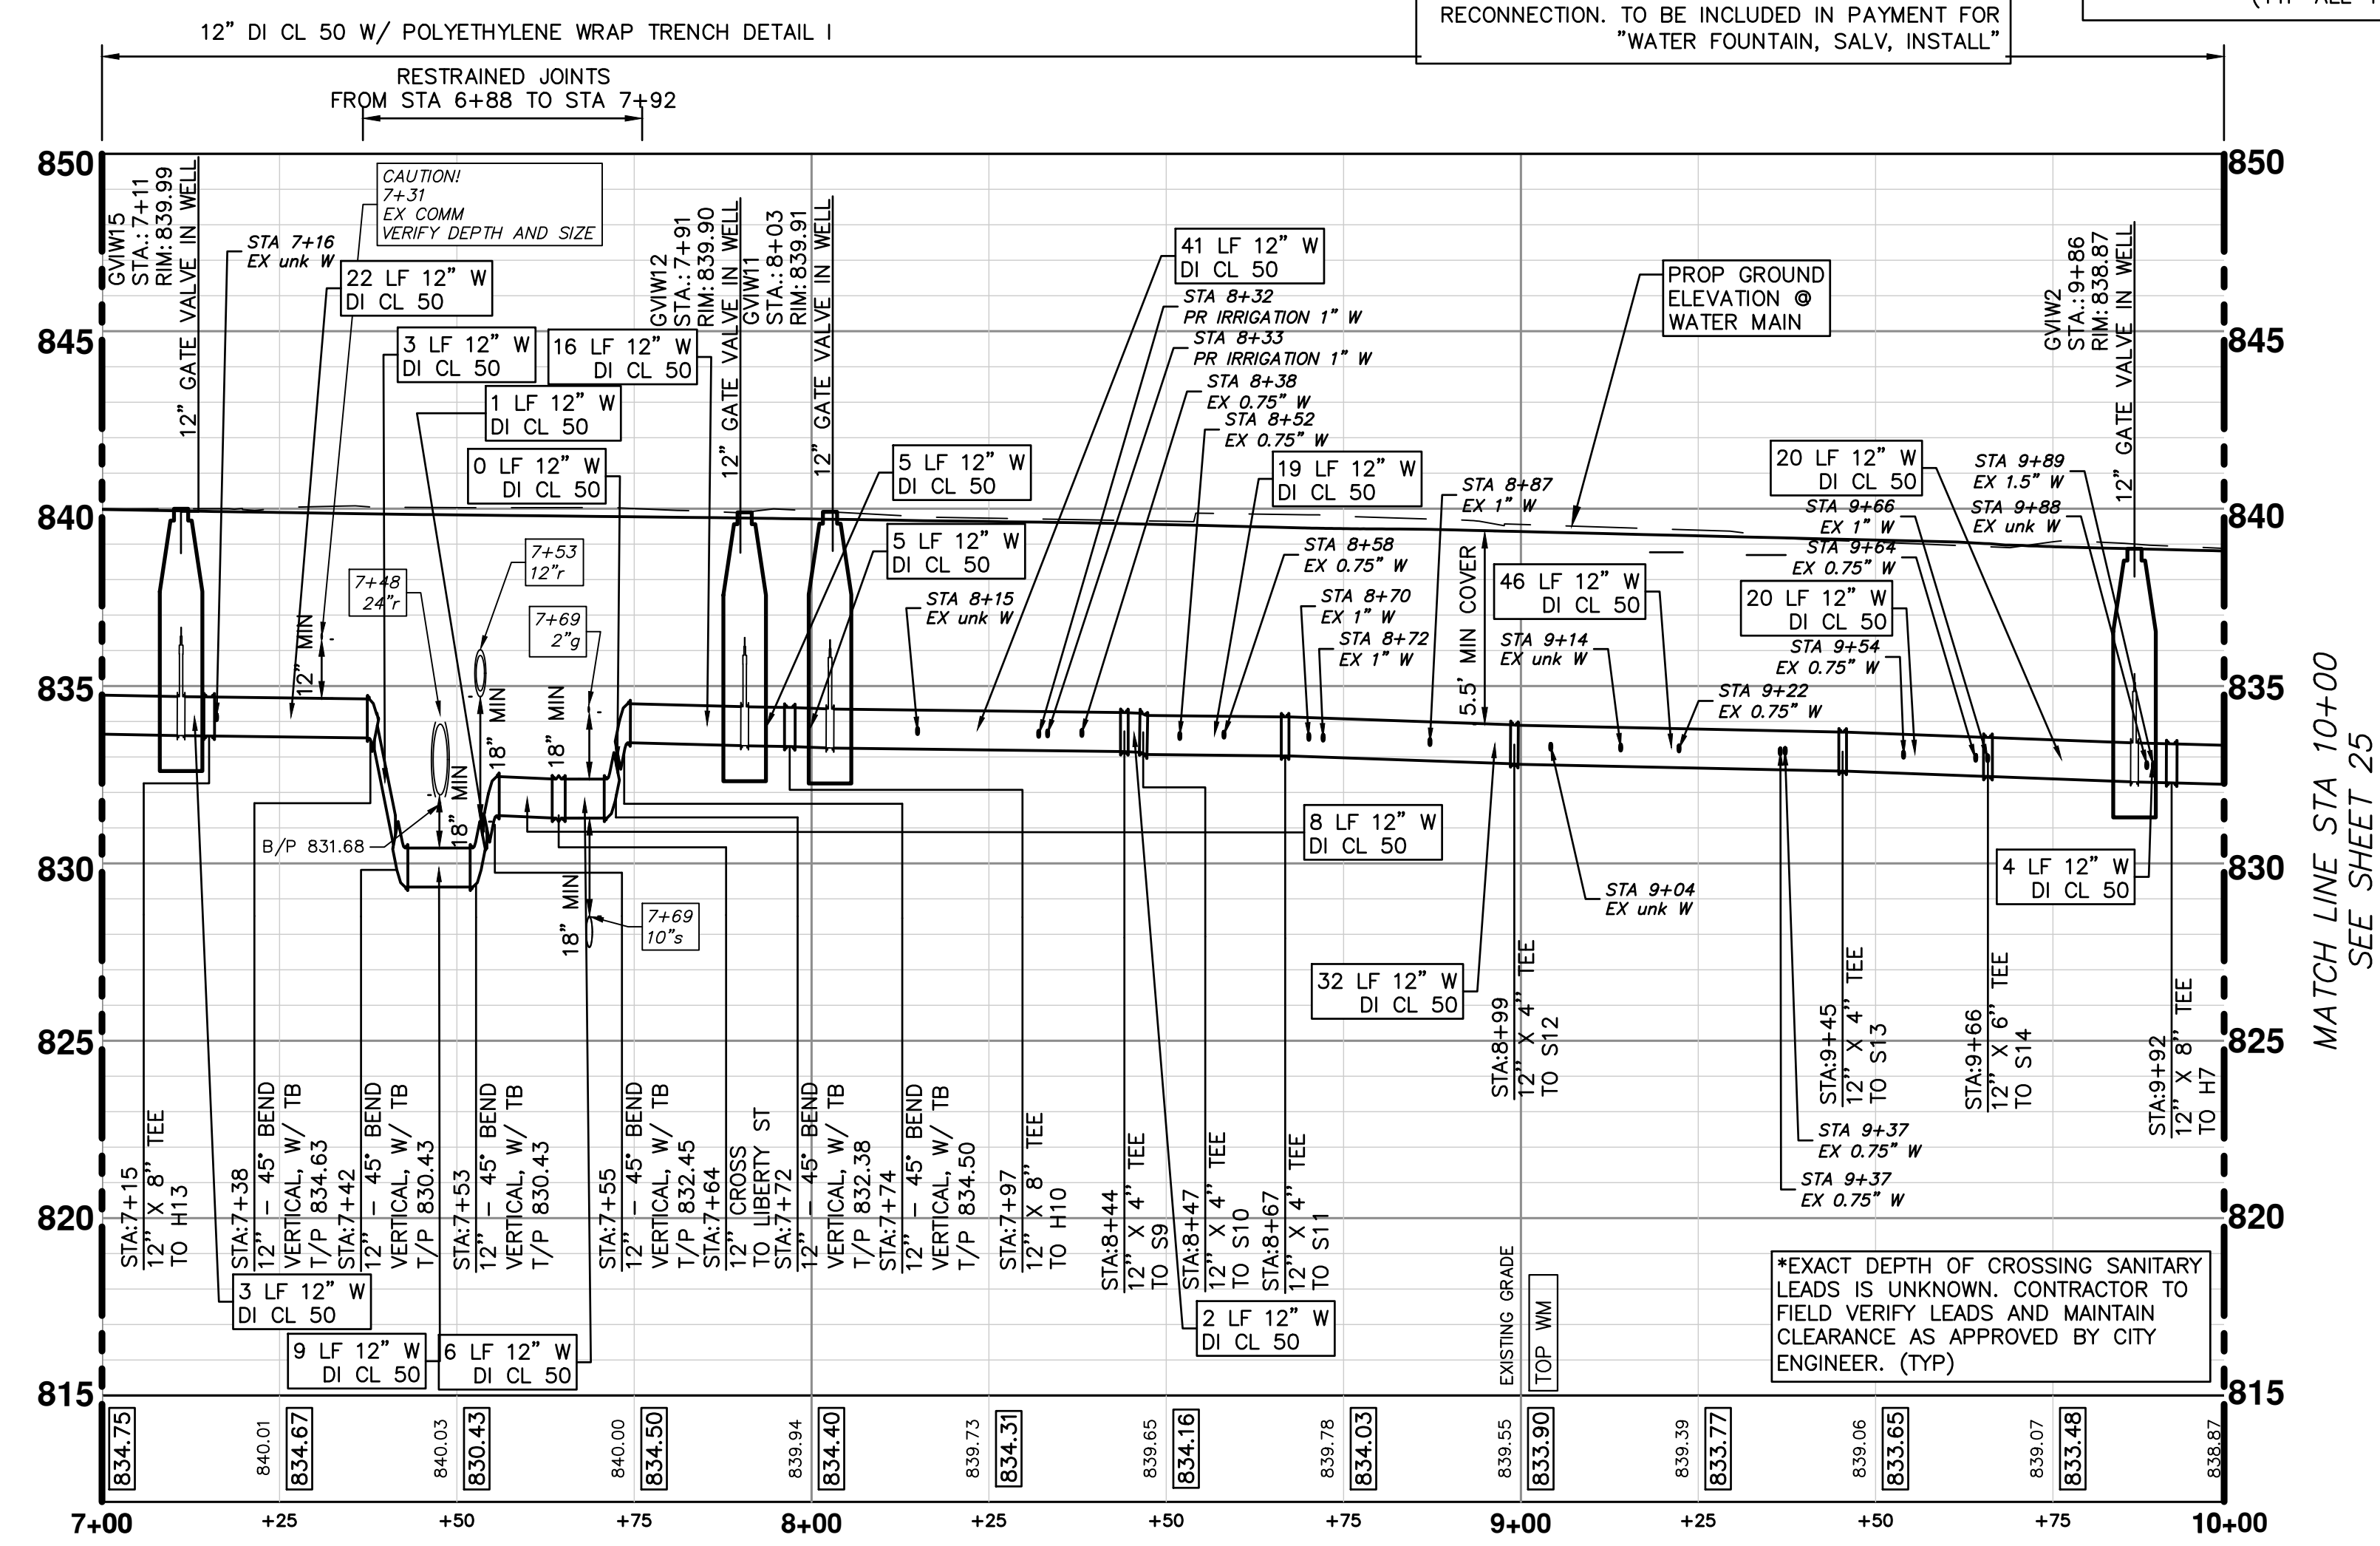 12" DI CL 50 W/ POLYETHYLENE WRAP TRENCH DETAIL I
RECONNECTION. TO BE INCLUDED IN PAYMENT FOR
"WATER FOUNTAIN, SALV, INSTALL"
RESTRAINED JOINTS
FROM STA 6+88 TO STA 7+92
850
845
840
835
830
825
820
815
GVIW15
STA.: 7+11
RIM: 839.99
12" GATE VALVE IN WELL
STA 7+16
EX unk W
CAUTION!
7+31
EX COMM
VERIFY DEPTH AND SIZE
22 LF 12" W
DI CL 50
3 LF 12" W
DI CL 50
1 LF 12" W
DI CL 50
0 LF 12" W
DI CL 50
16 LF 12" W
DI CL 50
GVIW12
STA.: 7+91
RIM: 839.90
12" GATE VALVE IN WELL
GVIW11
STA.: 8+03
RIM: 839.91
12" GATE VALVE IN WELL
5 LF 12" W
DI CL 50
5 LF 12" W
DI CL 50
41 LF 12" W
DI CL 50
STA 8+32
PR IRRIGATION 1" W
STA 8+33
PR IRRIGATION 1" W
STA 8+38
EX 0.75" W
STA 8+52
EX 0.75" W
19 LF 12" W
DI CL 50
STA 8+58
EX 0.75" W
STA 8+70
EX 1" W
STA 8+72
EX 1" W
STA 8+15
EX unk W
STA 8+87
EX 1" W
5.5' MIN COVER
PROP GROUND
ELEVATION @
WATER MAIN
46 LF 12" W
DI CL 50
STA 9+14
EX unk W
STA 9+22
EX 0.75" W
20 LF 12" W
DI CL 50
STA 9+66
EX 1" W
STA 9+64
EX 0.75" W
20 LF 12" W
DI CL 50
STA 9+54
EX 0.75" W
STA 9+89
EX 1.5" W
STA 9+88
EX unk W
GVIW2
STA.: 9+86
RIM: 838.87
12" GATE VALVE IN WELL
7+48
24"r
7+53
12"r
7+69
2"g
12" MIN
18" MIN
18" MIN
18" MIN
18" MIN
B/P 831.68
7+69
10"s
8 LF 12" W
DI CL 50
STA 9+04
EX unk W
4 LF 12" W
DI CL 50
32 LF 12" W
DI CL 50
STA:7+15
12" X 8" TEE
TO H13
STA:7+38
12" - 45° BEND
VERTICAL, W/ TB
T/P 834.63
STA:7+42
12" - 45° BEND
VERTICAL, W/ TB
T/P 830.43
STA:7+53
12" - 45° BEND
VERTICAL, W/ TB
T/P 830.43
STA:7+55
12" - 45° BEND
VERTICAL, W/ TB
T/P 832.45
STA:7+64
12" CROSS
TO LIBERTY ST
STA:7+72
12" - 45° BEND
VERTICAL, W/ TB
T/P 832.38
STA:7+74
12" - 45° BEND
VERTICAL, W/ TB
T/P 834.50
STA:7+97
12" X 8" TEE
TO H10
STA:8+44
12" X 4" TEE
TO S9
STA:8+47
12" X 4" TEE
TO S10
STA:8+67
12" X 4" TEE
TO S11
STA:8+99
12" X 4" TEE
TO S12
STA:9+45
12" X 4" TEE
TO S13
STA:9+66
12" X 6" TEE
TO S14
STA:9+92
12" X 8" TEE
TO H7
STA 9+37
EX 0.75" W
STA 9+37
EX 0.75" W
3 LF 12" W
DI CL 50
9 LF 12" W
DI CL 50
6 LF 12" W
DI CL 50
2 LF 12" W
DI CL 50
EXISTING GRADE
TOP WM
*EXACT DEPTH OF CROSSING SANITARY
LEADS IS UNKNOWN. CONTRACTOR TO
FIELD VERIFY LEADS AND MAINTAIN
CLEARANCE AS APPROVED BY CITY
ENGINEER. (TYP)
850
845
840
835
830
825
820
815
MATCH LINE STA 10+00
SEE SHEET 25
834.75
840.01
834.67
840.03
830.43
840.00
834.50
839.94
834.40
839.73
834.31
839.65
834.16
839.78
834.03
839.55
833.90
839.39
833.77
839.06
833.65
839.07
833.48
838.87
7+00
+25
+50
+75
8+00
+25
+50
+75
9+00
+25
+50
+75
10+00